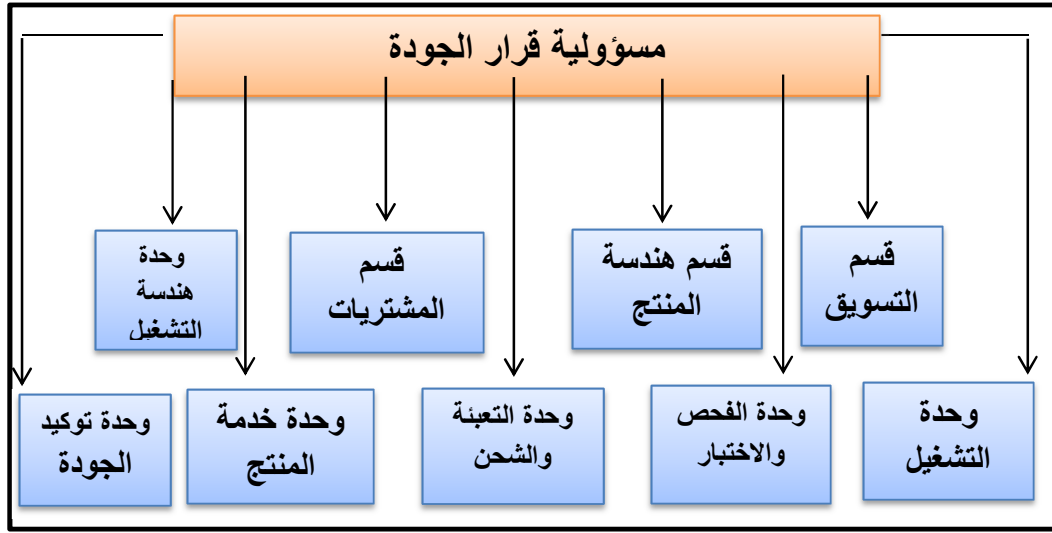 مسؤولية قرار الجودة
قسم
التسويق
قسم هندسة
المنتج
قسم
المشتريات
وحدة
هندسة
التشغيل
وحدة
التشغيل
وحدة الفحص
والاختبار
وحدة التعبئة
والشحن
وحدة خدمة
المنتج
وحدة توكيد
الجودة